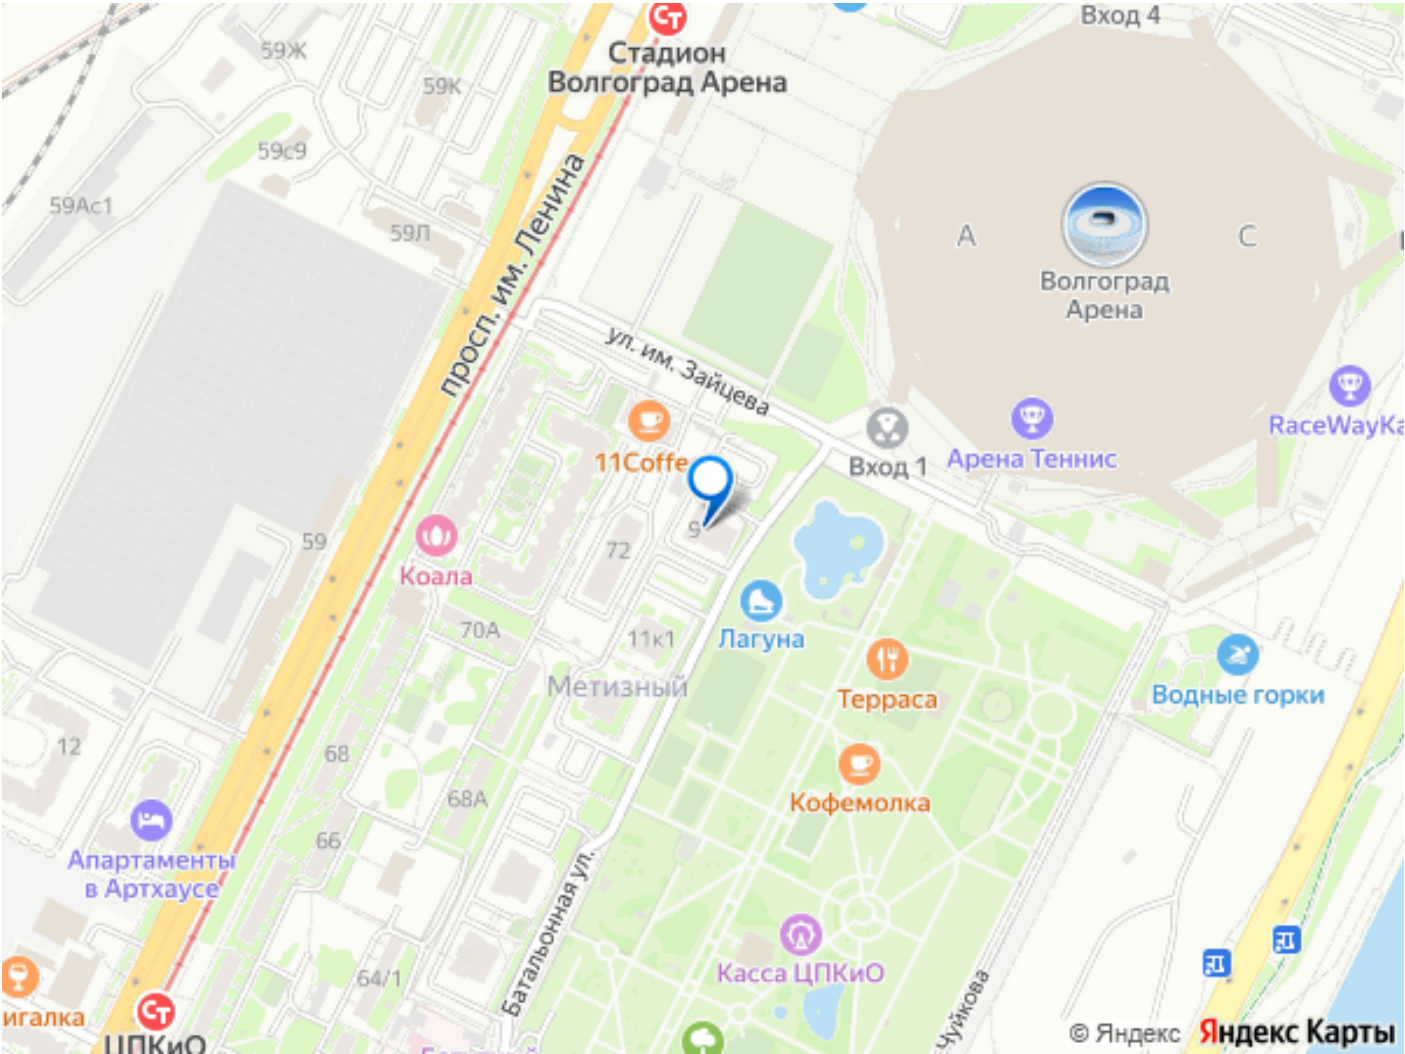 Вход 4
59Ж
Стадион
Волгоград Арена
59К
59с9
59Ас1
59Л
просп. им. Ленина
А
С
Волгоград
Арена
ул. им. Зайцева
RaceWayKa
11Coffe
Вход 1
Арена Теннис
59
9
72
Коала
70А
11к1
Лагуна
Метизный
Терраса
Водные горки
12
68
68А
Кофемолка
66
Апартаменты
в Артхаусе
Батальонная ул.
64/1
Касса ЦПКиО
Чуйкова
игалка
ЦПКиО
© Яндекс Яндекс Карты